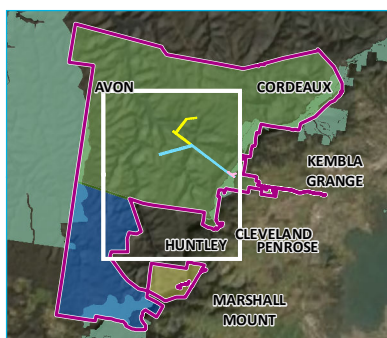 AVON
CORDEAUX
KEMBLA
GRANGE
CLEVELAND
HUNTLEY
PENROSE
MARSHALL
MOUNT